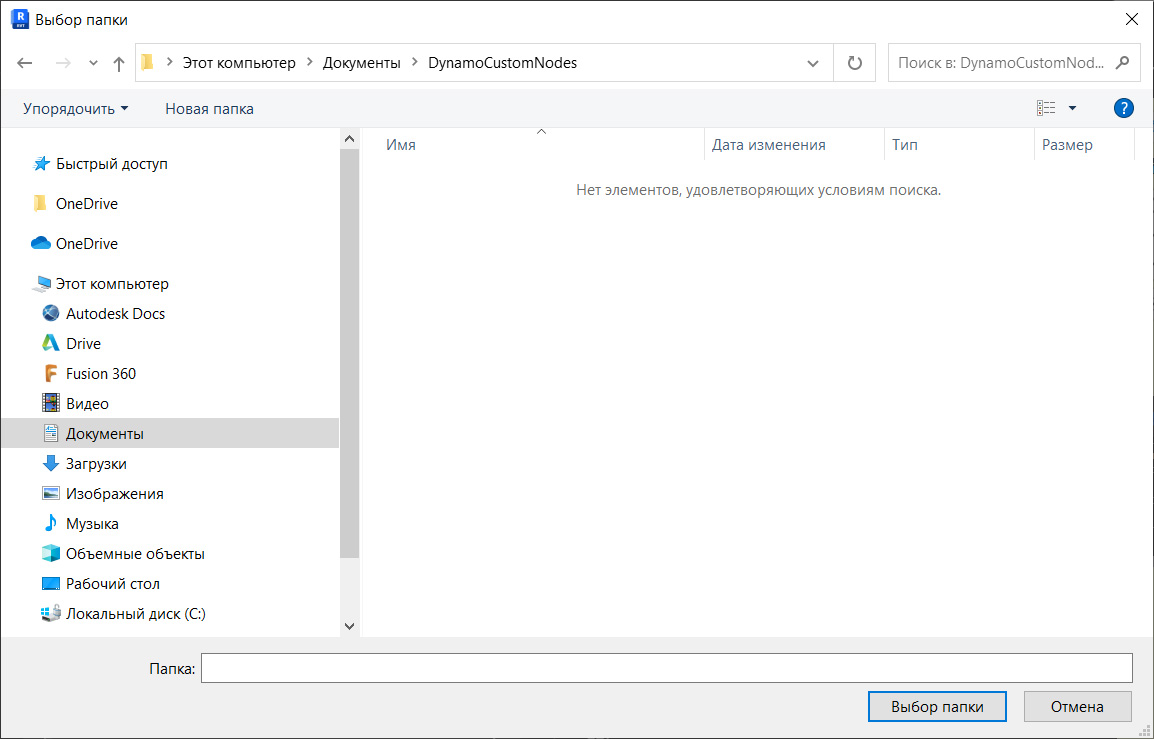 Выбор папки
Этот компьютер > Документы > DynamoCustomNodes
Поиск в: DynamoCustomNod...
Упорядочить
Новая папка
Имя Дата изменения Тип Размер
Нет элементов, удовлетворяющих условиям поиска.
Быстрый доступ
OneDrive
OneDrive
Этот компьютер
Autodesk Docs
Drive
Fusion 360
Видео
Документы
Загрузки
Изображения
Музыка
Объемные объекты
Рабочий стол
Локальный диск (C:)
Папка:
Выбор папки
Отмена